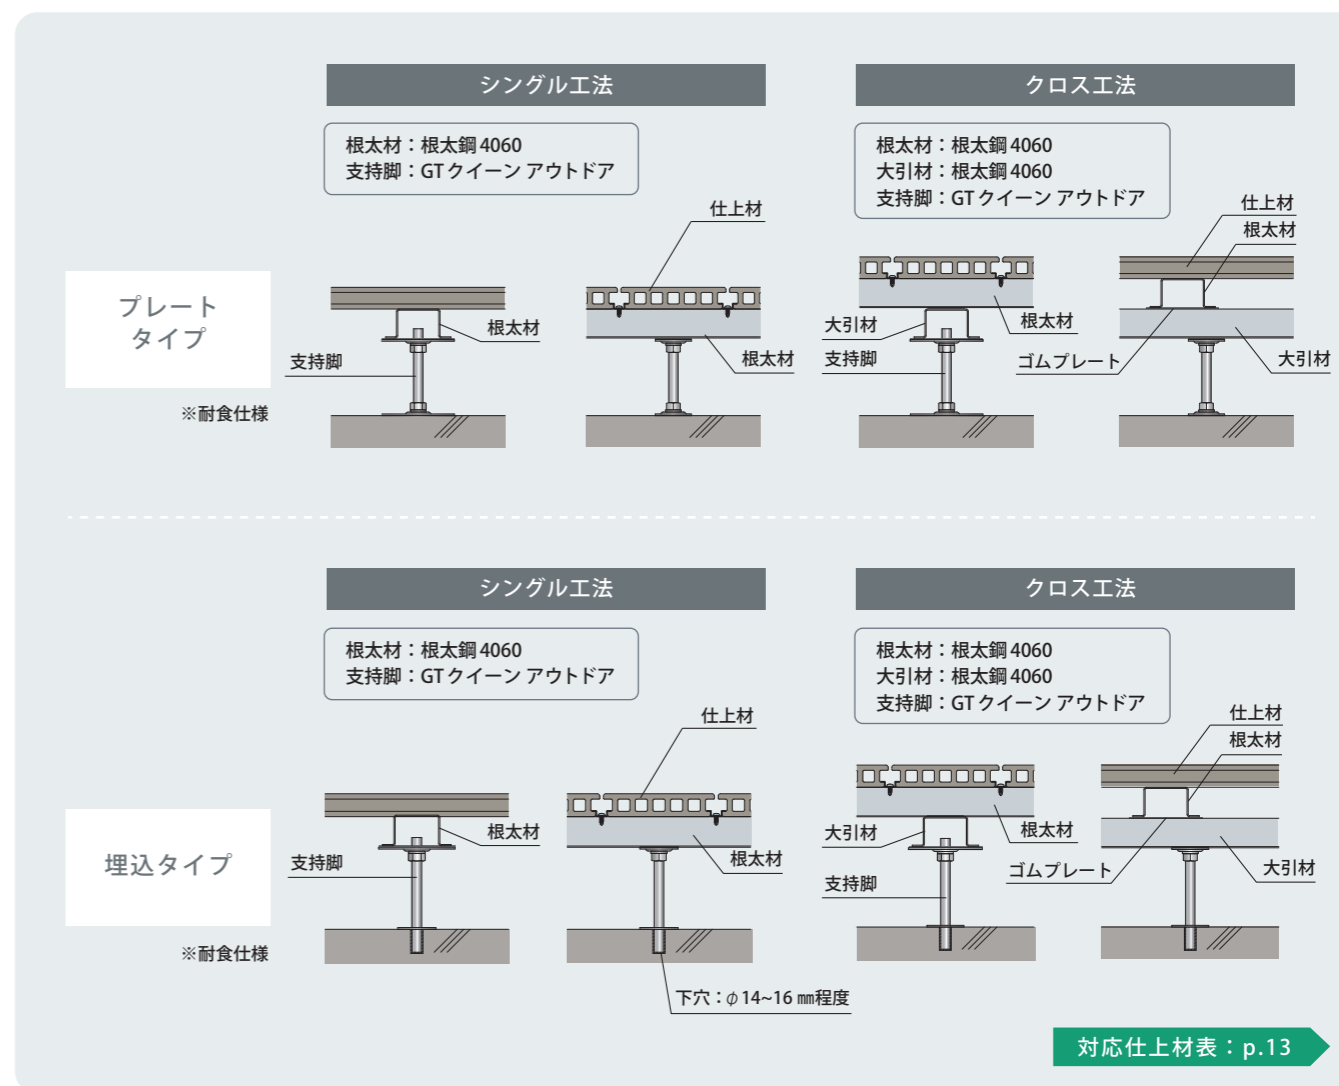 シングル工法
クロス工法
根太材：根太鋼 4060
支持脚：GTクイーン アウトドア
根太材：根太鋼 4060
大引材：根太鋼 4060
支持脚：GTクイーン アウトドア
プレート
タイプ
※耐食仕様
支持脚
根太材
仕上材
根太材
大引材
支持脚
根太材
ゴムプレート
仕上材
根太材
大引材
シングル工法
クロス工法
根太材：根太鋼 4060
支持脚：GTクイーン アウトドア
根太材：根太鋼 4060
大引材：根太鋼 4060
支持脚：GTクイーン アウトドア
埋込タイプ
※耐食仕様
支持脚
根太材
仕上材
根太材
下穴：φ14~16 ㎜程度
大引材
支持脚
根太材
ゴムプレート
仕上材
根太材
大引材
対応仕上材表：p.13